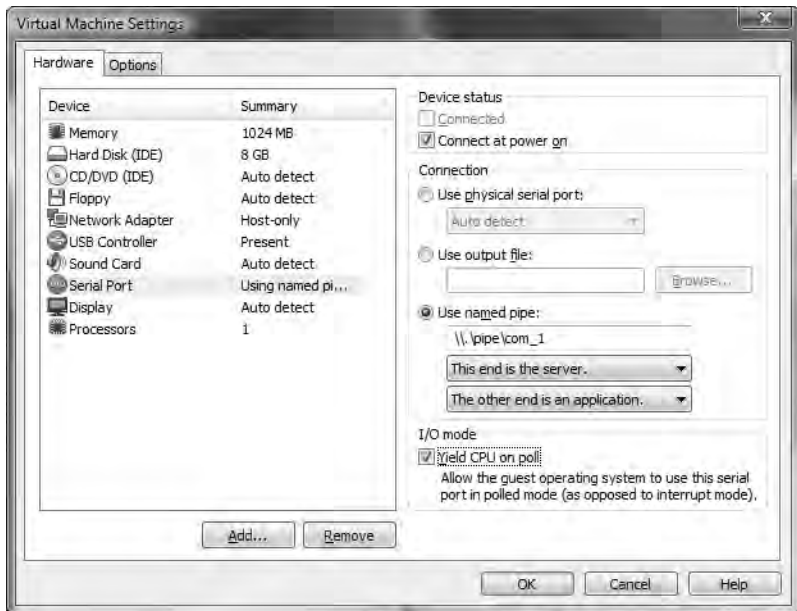 Virtual Machine Settings
Hardware Options
Device Summary
Memory 1024 MB
Hard Disk (IDE) 8 GB
CD/DVD (IDE) Auto detect
Floppy Auto detect
Network Adapter Host-only
USB Controller Present
Sound Card Auto detect
Serial Port Using named pi...
Display Auto detect
Processors 1
Add... Remove
Device status
Connected
Connect at power on
Connection
Use physical serial port:
Auto detect
Use output file:
Browse...
Use named pipe:
\\.\pipe\com_1
This end is the server.
The other end is an application.
I/O mode
Yield CPU on poll
Allow the guest operating system to use this serial
port in polled mode (as opposed to interrupt mode).
OK Cancel Help